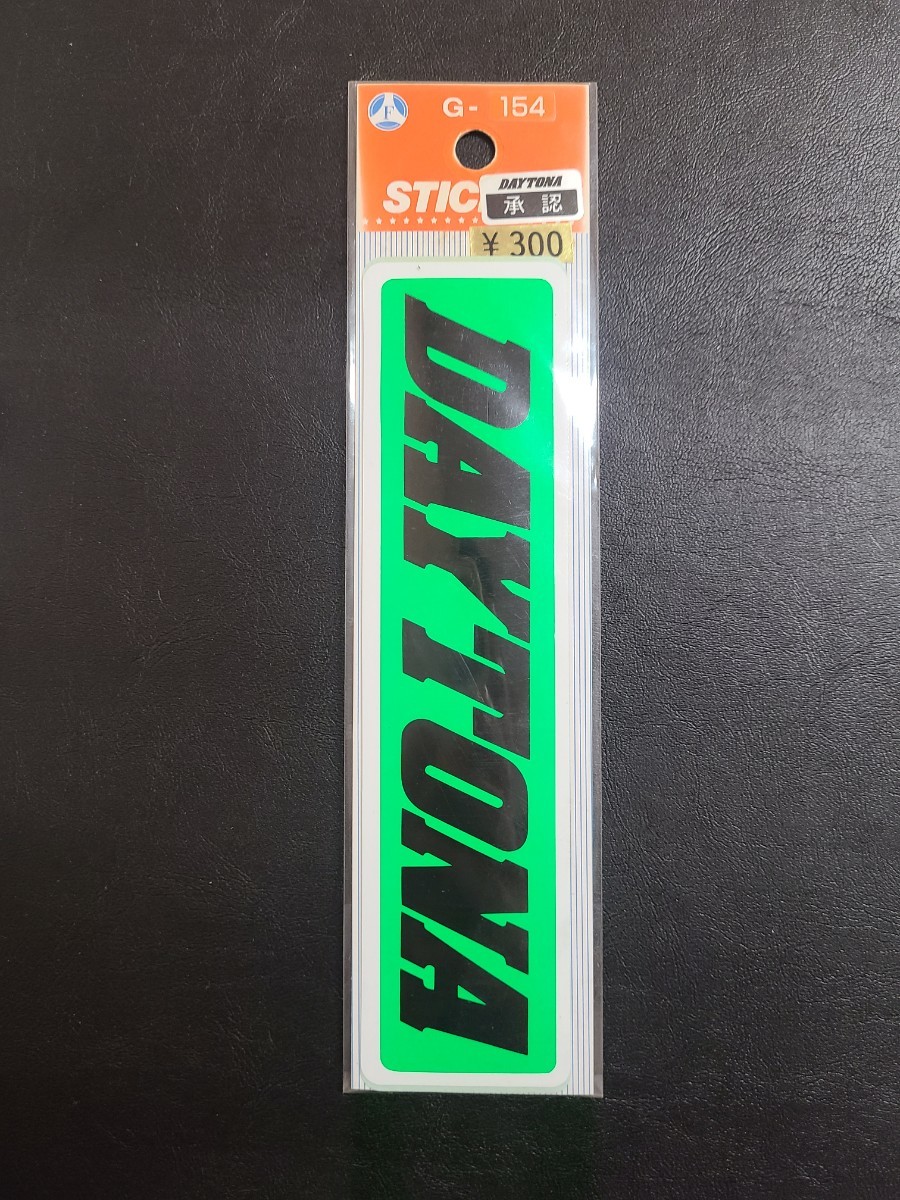 F
G- 154
STIC
DAYTONA
承認
¥300
DAYTONA